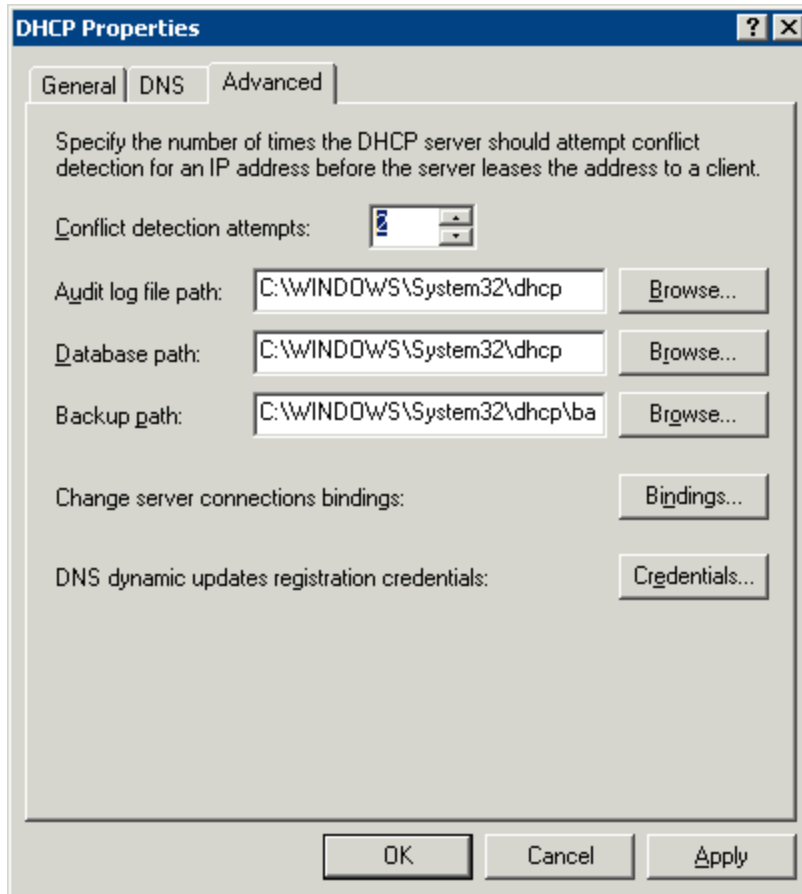 DHCP Properties
General DNS Advanced
Specify the number of times the DHCP server should attempt conflict
detection for an IP address before the server leases the address to a client.
Conflict detection attempts: 2
Audit log file path: C:\WINDOWS\System32\dhcp Browse...
Database path: C:\WINDOWS\System32\dhcp Browse...
Backup path: C:\WINDOWS\System32\dhcp\ba Browse...
Change server connections bindings: Bindings...
DNS dynamic updates registration credentials: Credentials...
OK Cancel Apply